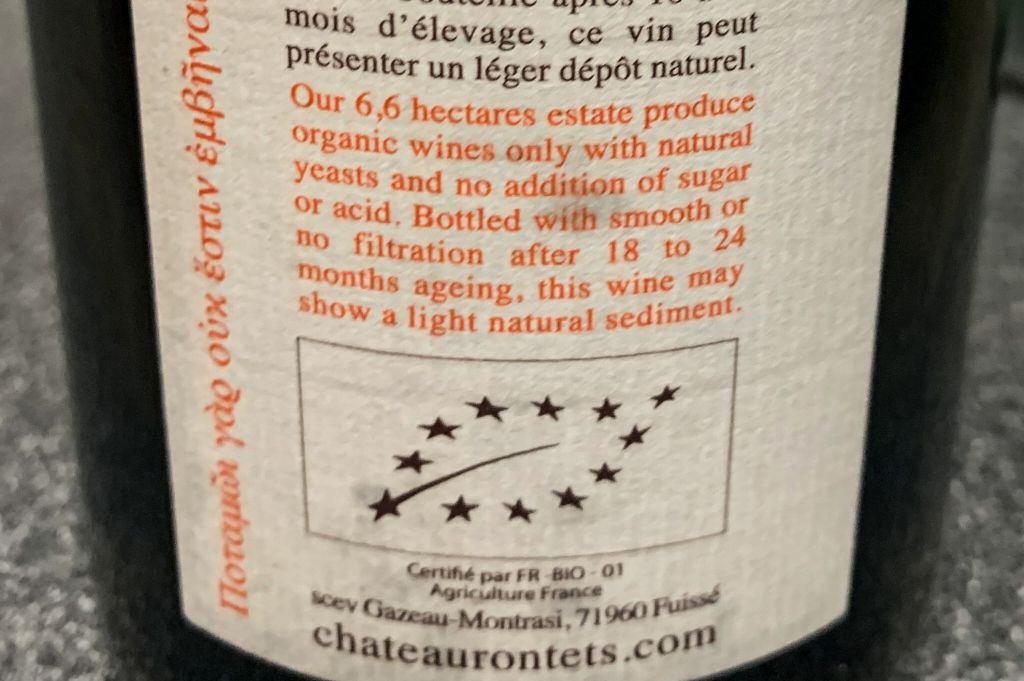 mois d'élevage, ce vin peut
présenter un léger dépôt naturel.
Our 6,6 hectares estate produce
organic wines only with natural
yeasts and no addition of sugar
or acid. Bottled with smooth or
no filtration after 18 to 24
months ageing, this wine may
show a light natural sediment.
Certifié par FR - BIO - 01
Agriculture France
scev Gazeau-Montrasi, 71960 Fuissé
chateaurontets.com
Ποταμῶι γὰρ οὐκ ἔστιν